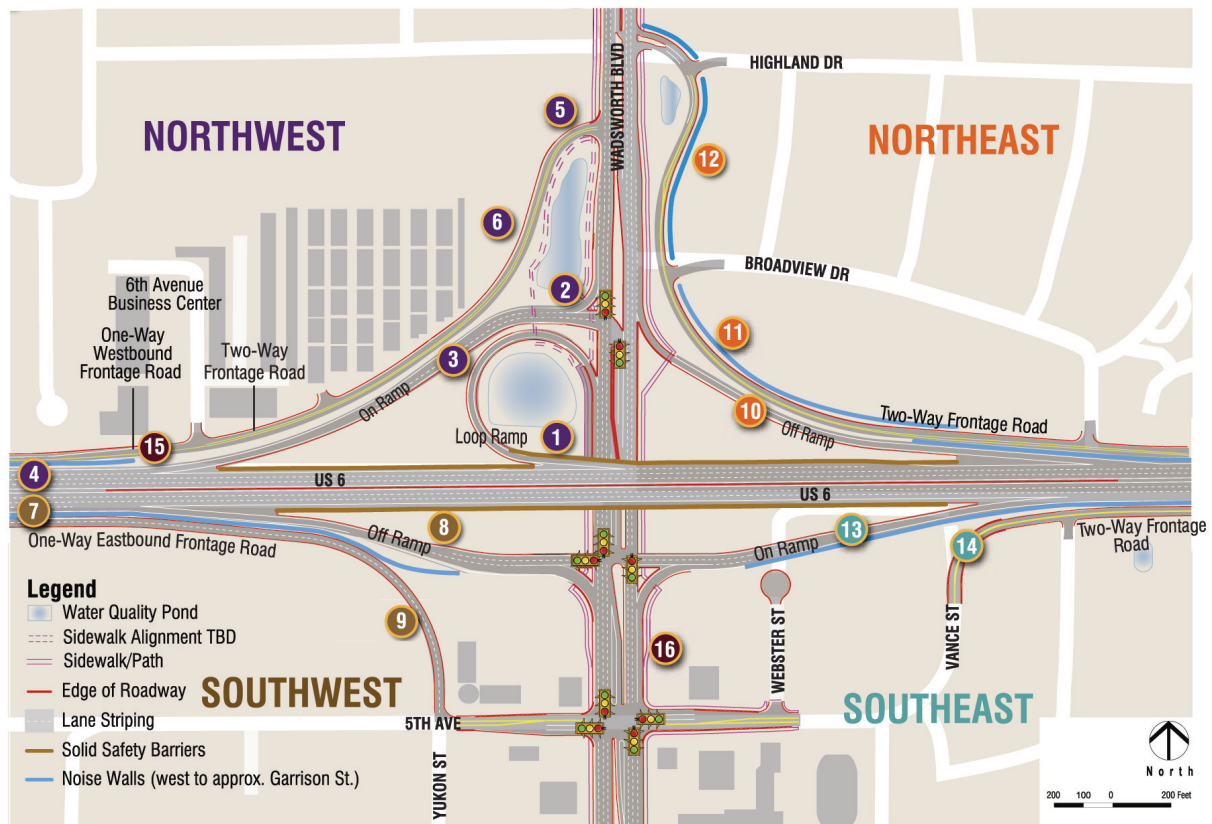 WADSWORTH BLVD
HIGHLAND DR
5
NORTHWEST
NORTHEAST
12
6
BROADVIEW DR
6th Avenue
Business Center
2
One-Way
Westbound
Frontage Road
Two-Way
Frontage Road
3
11
On Ramp
10
Off Ramp
Two-Way Frontage Road
Loop Ramp
1
15
4
US 6
US 6
7
8
13
14
One-Way Eastbound Frontage Road
Off Ramp
On Ramp
Two-Way Frontage
Road
Legend
Water Quality Pond
Sidewalk Alignment TBD
Sidewalk/Path
Edge of Roadway
Lane Striping
Solid Safety Barriers
Noise Walls (west to approx. Garrison St.)
9
16
WEBSTER ST
VANCE ST
SOUTHWEST
SOUTHEAST
5TH AVE
YUKON ST
North
200 100 0 200 Feet